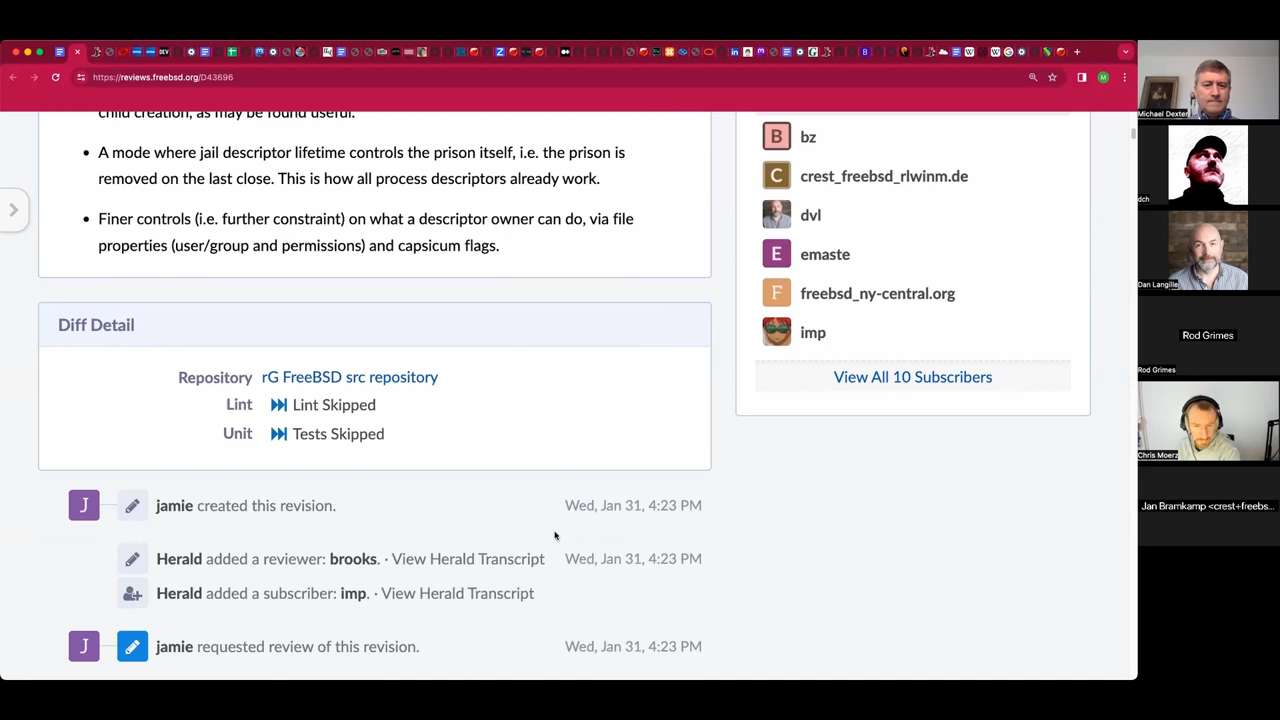 https://reviews.freebsd.org/D43696
M
child creation, as may be found useful.
• A mode where jail descriptor lifetime controls the prison itself, i.e. the prison is
removed on the last close. This is how all process descriptors already work.
• Finer controls (i.e. further constraint) on what a descriptor owner can do, via file
properties (user/group and permissions) and capsicum flags.
Diff Detail
Repository rG FreeBSD src repository
Lint Lint Skipped
Unit Tests Skipped
J jamie created this revision. Wed, Jan 31, 4:23 PM
Herald added a reviewer: brooks. · View Herald Transcript Wed, Jan 31, 4:23 PM
Herald added a subscriber: imp. · View Herald Transcript
J jamie requested review of this revision. Wed, Jan 31, 4:23 PM
B bz
C crest_freebsd_rlwinm.de
dvl
E emaste
F freebsd_ny-central.org
imp
View All 10 Subscribers
Michael Dexter
dch
Dan Langille
Rod Grimes
Rod Grimes
Chris Moerz
Jan Bramkamp <crest+freebs...